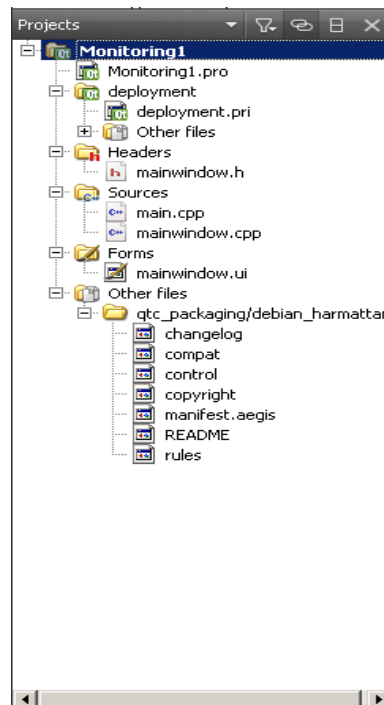 Projects
Monitoring1
Monitoring1.pro
deployment
deployment.pri
Other files
Headers
mainwindow.h
Sources
main.cpp
mainwindow.cpp
Forms
mainwindow.ui
Other files
qtc_packaging/debian_harmattan
changelog
compat
control
copyright
manifest.aegis
README
rules